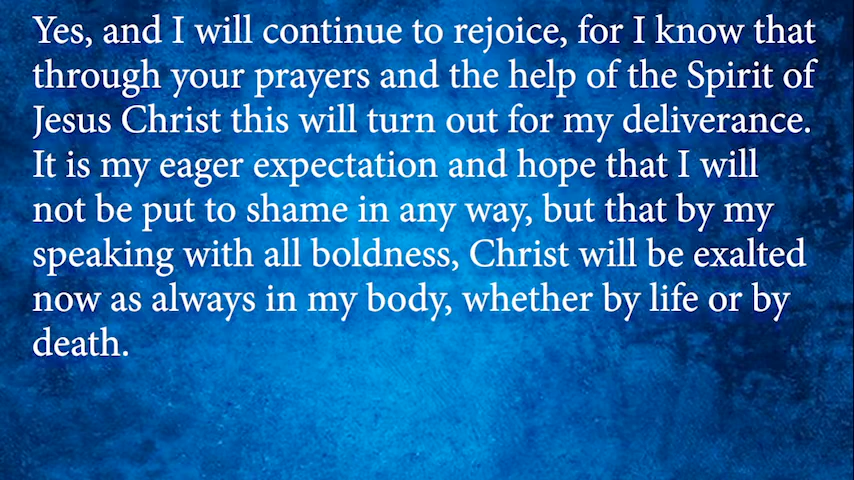 Yes, and I will continue to rejoice, for I know that
through your prayers and the help of the Spirit of
Jesus Christ this will turn out for my deliverance.
It is my eager expectation and hope that I will
not be put to shame in any way, but that by my
speaking with all boldness, Christ will be exalted
now as always in my body, whether by life or by
death.